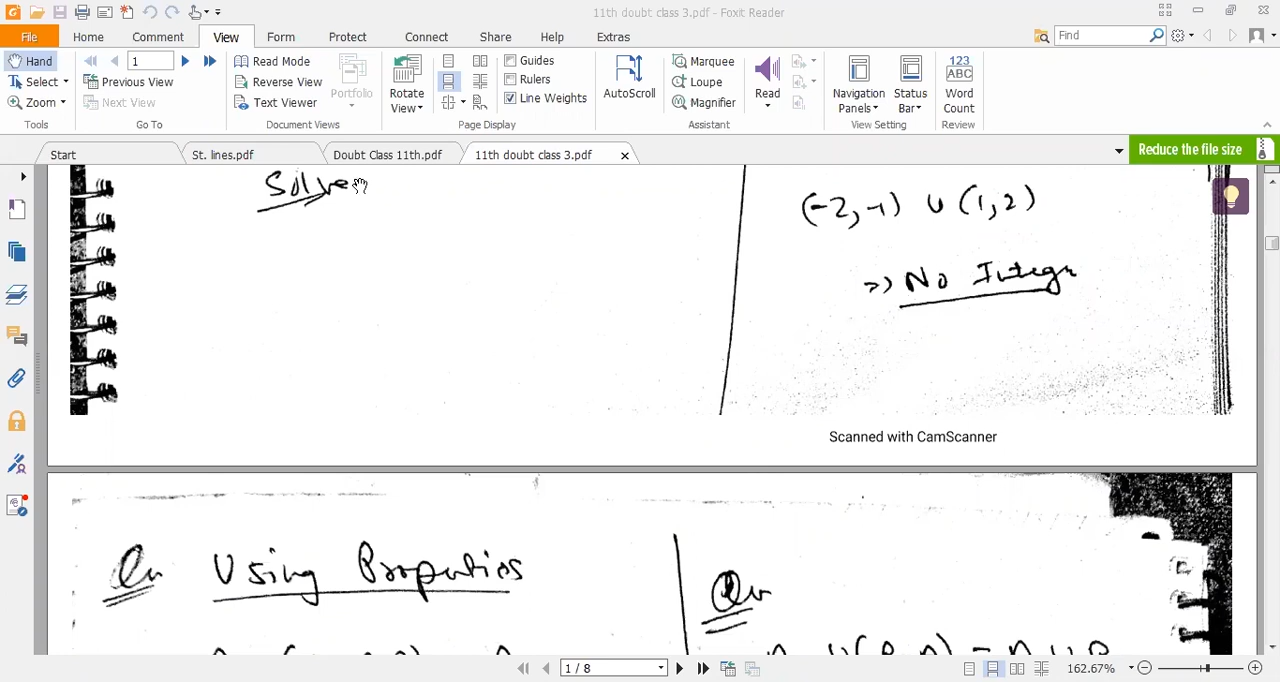 11th doubt class 3.pdf - Foxit Reader
File Home Comment View Form Protect Connect Share Help Extras Find
Hand 1 Read Mode Guides Marquee
Select Previous View Reverse View Portfolio Rotate View Rulers AutoScroll Loupe Read Navigation Panels Status Bar Word Count
Zoom Next View Text Viewer Line Weights Magnifier
123
ABC
Tools Go To Document Views Page Display Assistant View Setting Review
Start St. lines.pdf Doubt Class 11th.pdf 11th doubt class 3.pdf Reduce the file size
Solve
(-2,-1) ∪ (1,2)
=> No Integr
Scanned with CamScanner
Qn Using Properties
Qn
1 / 8 162.67%